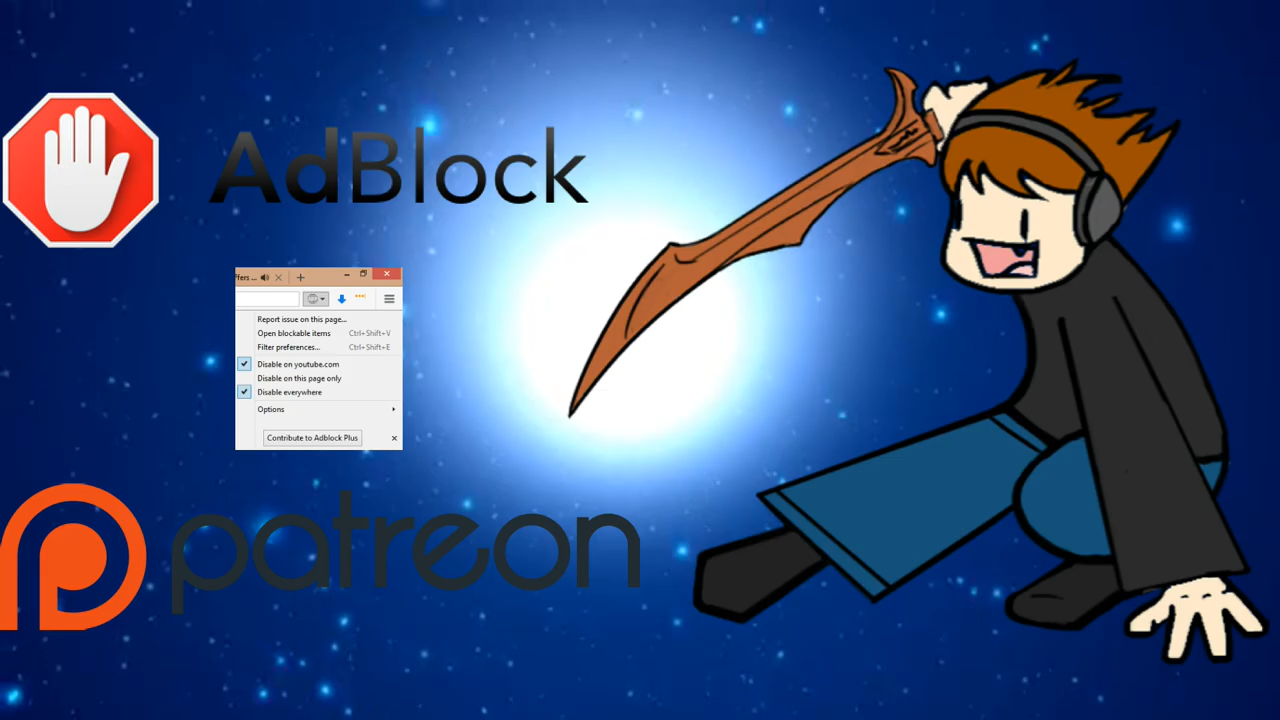 AdBlock
ffers ...
Report issue on this page...
Open blockable items Ctrl+Shift+V
Filter preferences... Ctrl+Shift+E
Disable on youtube.com
Disable on this page only
Disable everywhere
Options
Contribute to Adblock Plus
patreon